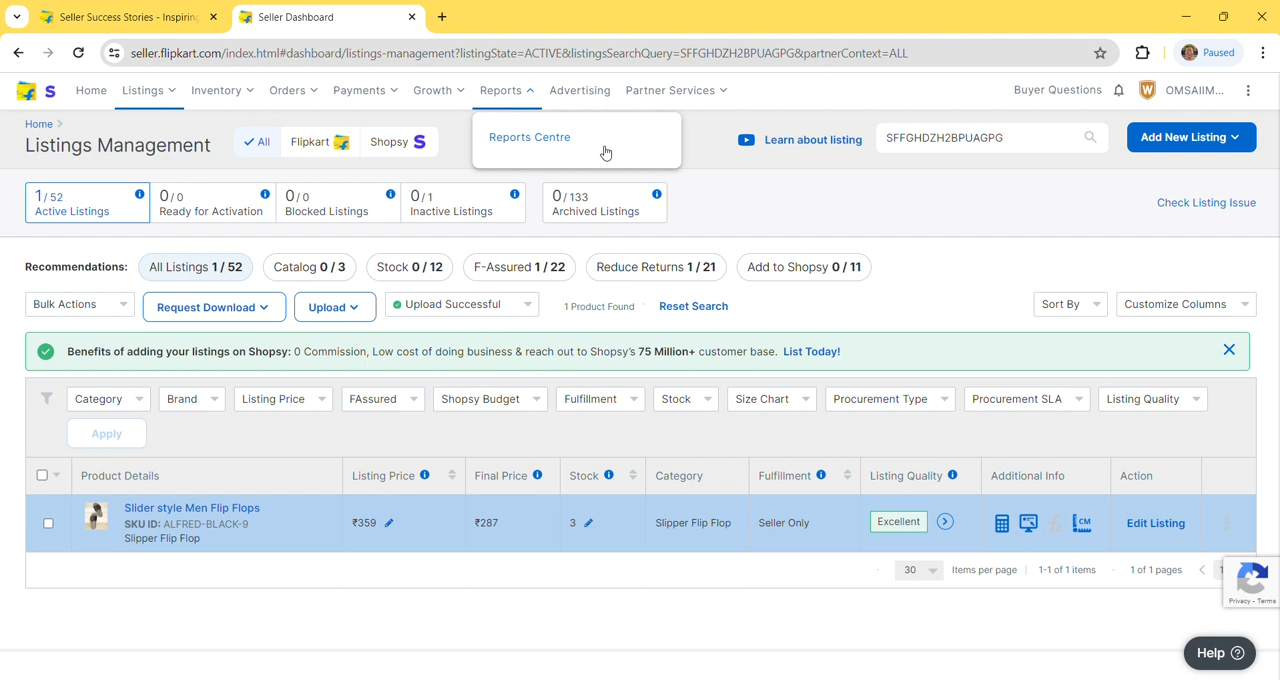 Seller Success Stories - Inspiring
Seller Dashboard
seller.flipkart.com/index.html#dashboard/listings-management?listingState=ACTIVE&listingsSearchQuery=SFFGHDZH2BPUAGPG&partnerContext=ALL
Paused
Home Listings Inventory Orders Payments Growth Reports Advertising Partner Services Buyer Questions OMSAIIM...
Home
Listings Management
All Flipkart Shopsy
Reports Centre
Learn about listing
SFFGHDZH2BPUAGPG
Add New Listing
1/52 Active Listings
0/0 Ready for Activation
0/0 Blocked Listings
0/1 Inactive Listings
0/133 Archived Listings
Check Listing Issue
Recommendations: All Listings 1 / 52 Catalog 0 / 3 Stock 0 / 12 F-Assured 1 / 22 Reduce Returns 1 / 21 Add to Shopsy 0 / 11
Bulk Actions Request Download Upload Upload Successful 1 Product Found Reset Search Sort By Customize Columns
Benefits of adding your listings on Shopsy: 0 Commission, Low cost of doing business & reach out to Shopsy's 75 Million+ customer base. List Today!
Category Brand Listing Price FAssured Shopsy Budget Fulfillment Stock Size Chart Procurement Type Procurement SLA Listing Quality
Apply
Product Details Listing Price Final Price Stock Category Fulfillment Listing Quality Additional Info Action
Slider style Men Flip Flops
SKU ID: ALFRED-BLACK-9
Slipper Flip Flop
₹359 ₹287 3 Slipper Flip Flop Seller Only Excellent CM Edit Listing
30 Items per page 1-1 of 1 items 1 of 1 pages 1
Privacy - Terms
Help